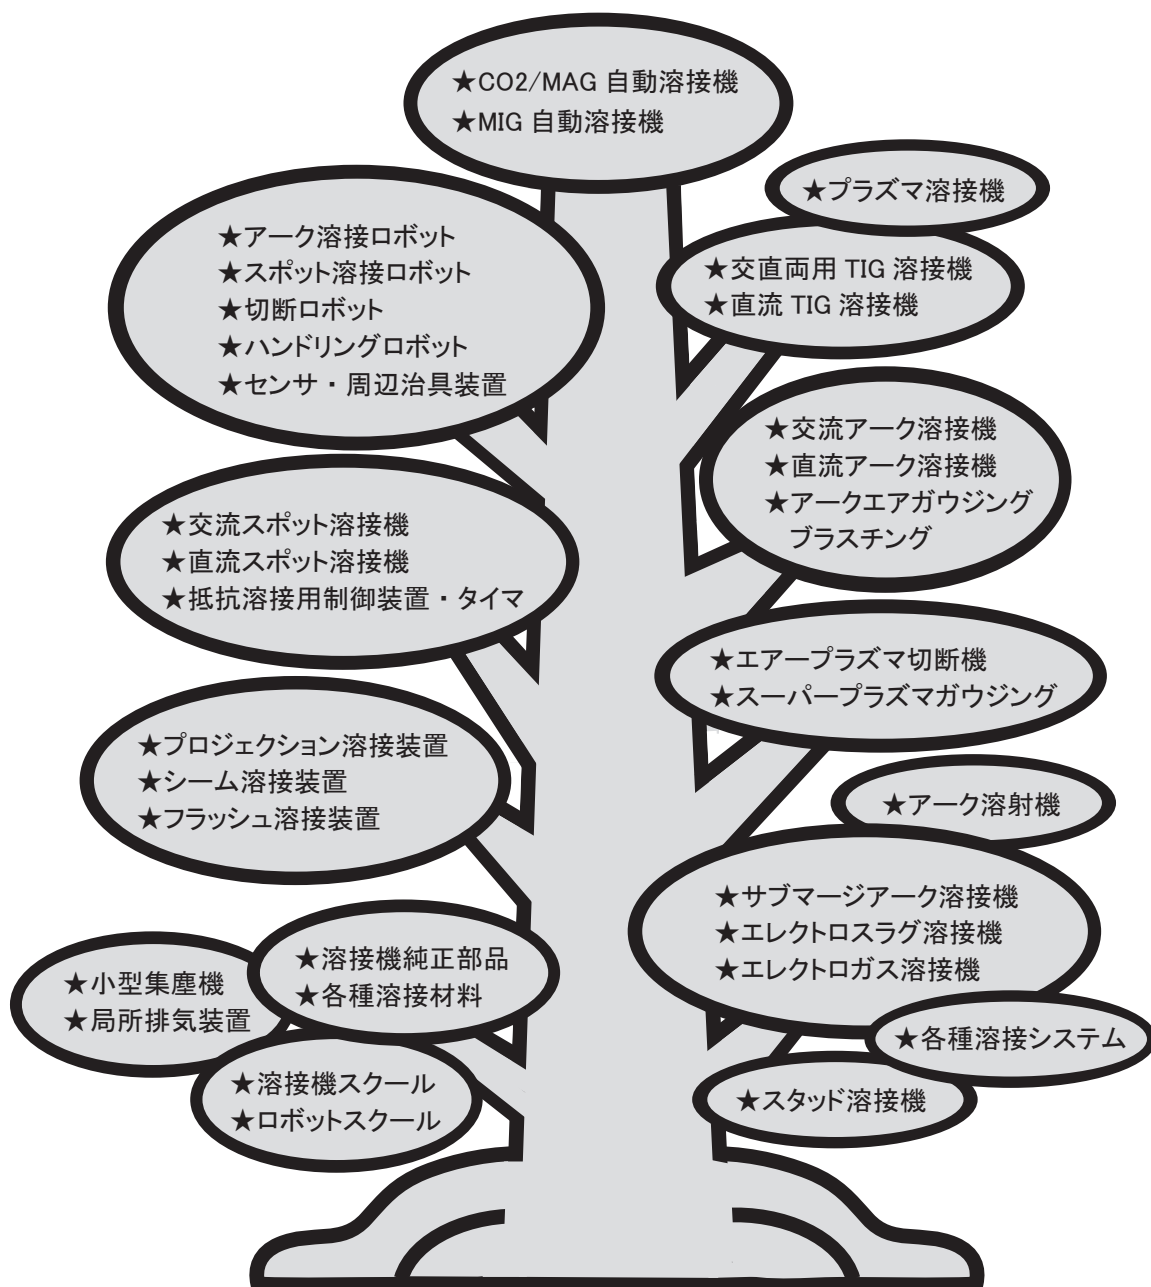 ★CO2/MAG 自動溶接機
★MIG 自動溶接機
★プラズマ溶接機
★交直両用 TIG 溶接機
★直流 TIG 溶接機
★アーク溶接ロボット
★スポット溶接ロボット
★切断ロボット
★ハンドリングロボット
★センサ・周辺治具装置
★交流アーク溶接機
★直流アーク溶接機
★アークエアガウジング
ブラスチング
★交流スポット溶接機
★直流スポット溶接機
★抵抗溶接用制御装置・タイマ
★エアープラズマ切断機
★スーパープラズマガウジング
★プロジェクション溶接装置
★シーム溶接装置
★フラッシュ溶接装置
★アーク溶射機
★サブマージアーク溶接機
★エレクトロスラグ溶接機
★エレクトロガス溶接機
★溶接機純正部品
★各種溶接材料
★小型集塵機
★局所排気装置
★各種溶接システム
★溶接機スクール
★ロボットスクール
★スタッド溶接機